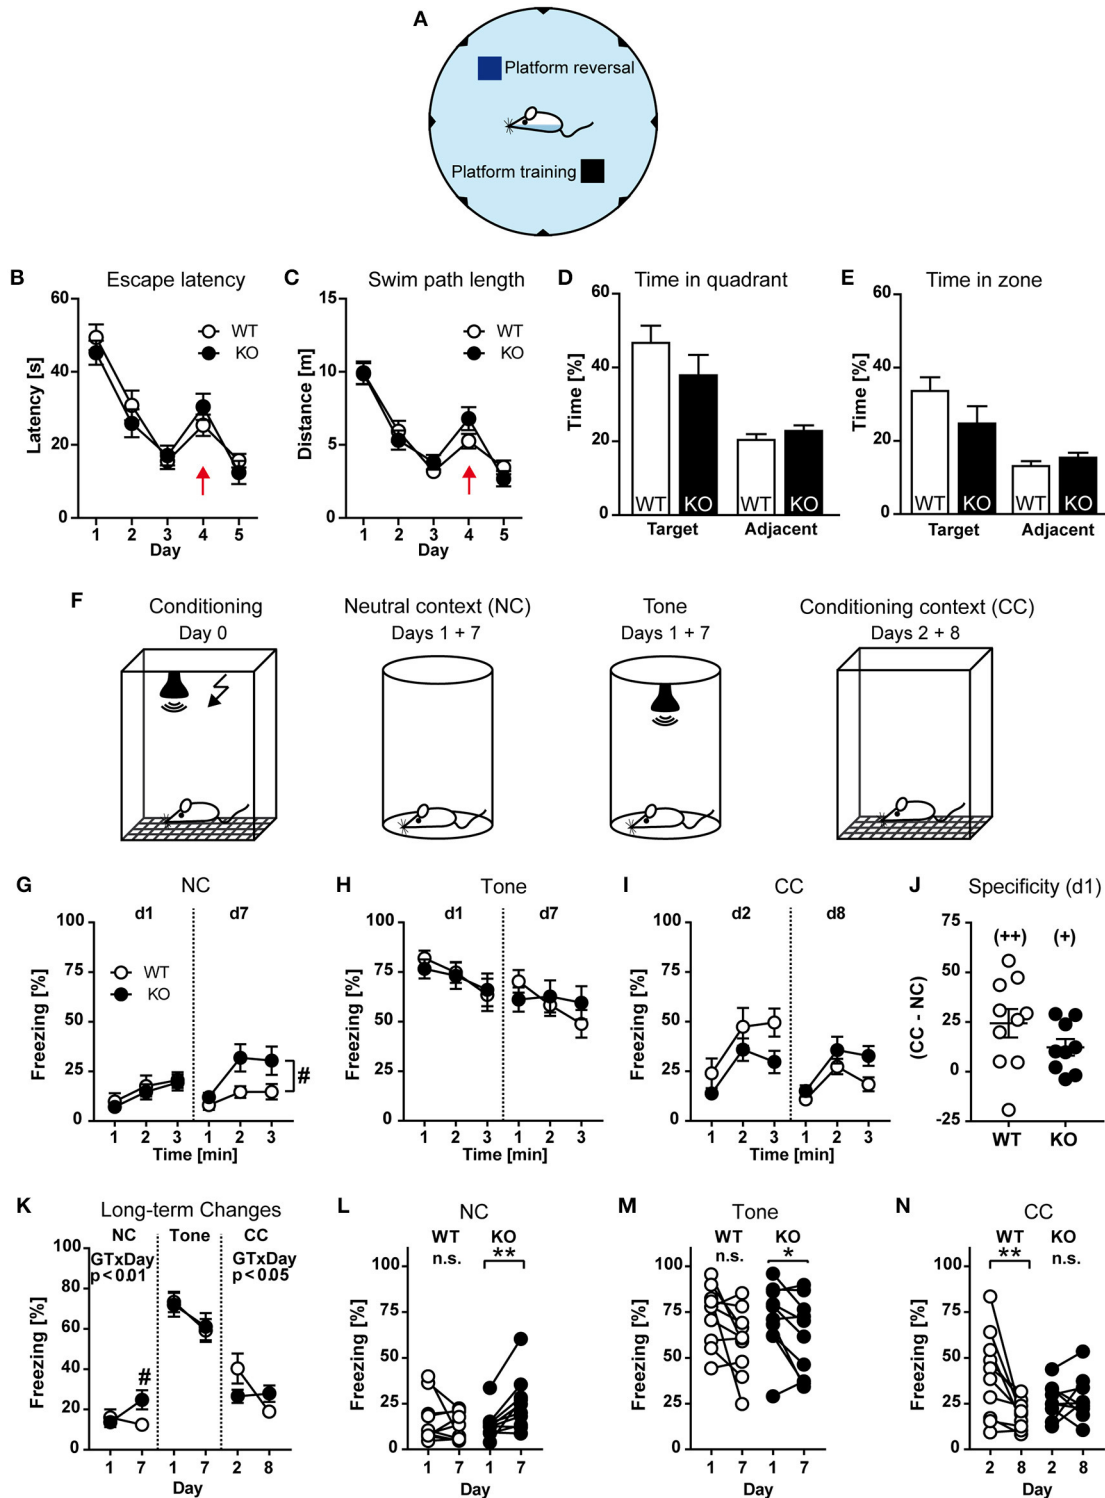 A
Platform reversal
Platform training
B Escape latency
Latency [s]
60
40
20
0
WT
KO
1 2 3 4 5
Day
C Swim path length
Distance [m]
15
10
5
0
WT
KO
1 2 3 4 5
Day
D Time in quadrant
Time [%]
60
40
20
0
WT KO WT KO
Target Adjacent
E Time in zone
Time [%]
60
40
20
0
WT KO WT KO
Target Adjacent
F
Conditioning
Day 0
Neutral context (NC)
Days 1 + 7
Tone
Days 1 + 7
Conditioning context (CC)
Days 2 + 8
G NC
Freezing [%]
100
75
50
25
0
d1 d7
WT
KO
#
1 2 3 1 2 3
Time [min]
H Tone
Freezing [%]
100
75
50
25
0
d1 d7
1 2 3 1 2 3
Time [min]
I CC
Freezing [%]
100
75
50
25
0
d2 d8
1 2 3 1 2 3
Time [min]
J Specificity (d1)
(CC - NC)
75
50
25
0
-25
(++) (+)
WT KO
K Long-term Changes
Freezing [%]
100
80
60
40
20
0
NC Tone CC
GTxDay
p<0.01
GTxDay
p<0.05
#
1 7 1 7 2 8
Day
L NC
Freezing [%]
100
75
50
25
0
WT KO
n.s. **
1 7 1 7
Day
M Tone
Freezing [%]
100
75
50
25
0
WT KO
n.s. *
1 7 1 7
Day
N CC
Freezing [%]
100
75
50
25
0
WT KO
** n.s.
2 8 2 8
Day